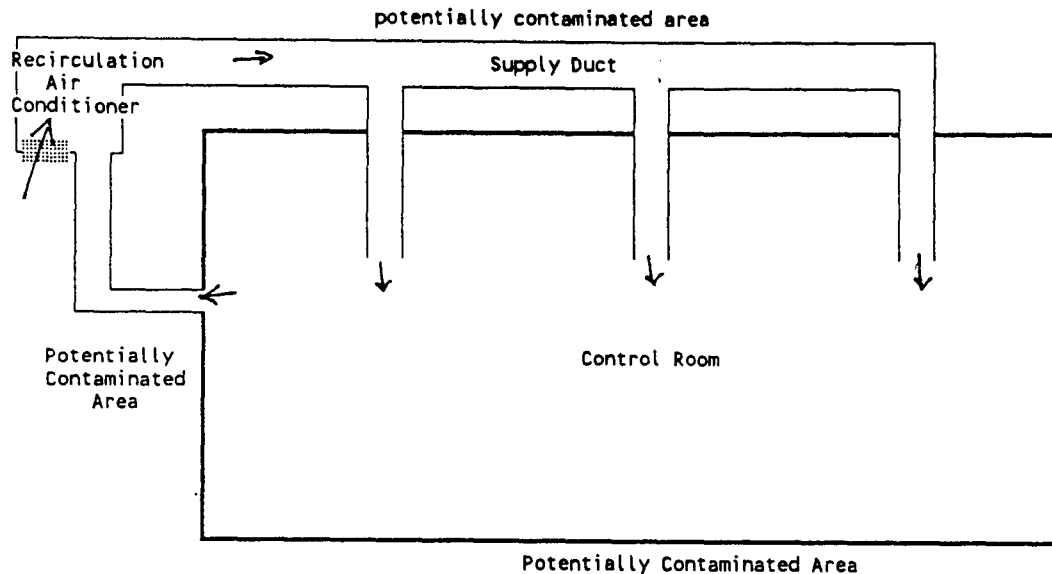 potentially contaminated area
Recirculation
Air
Conditioner
Supply Duct
Potentially
Contaminated
Area
Control Room
Potentially Contaminated Area